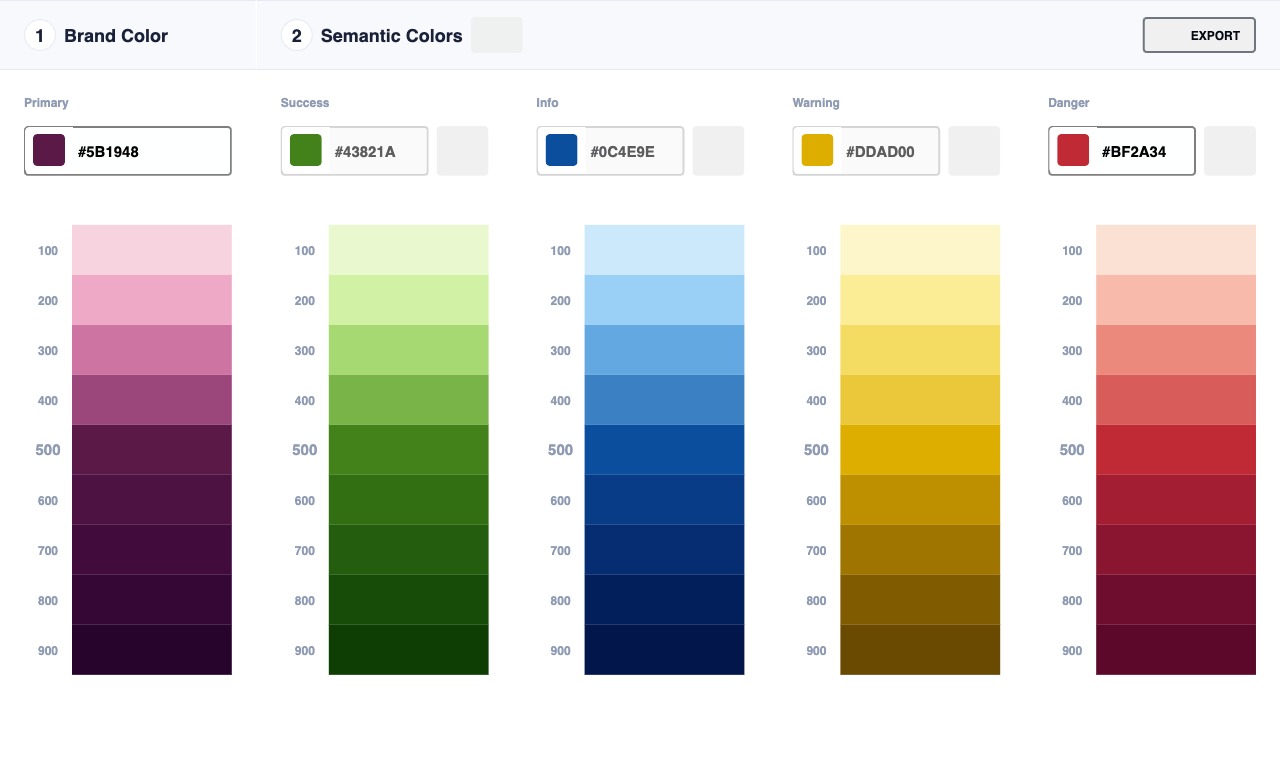 1 Brand Color
2 Semantic Colors
EXPORT
Primary
Success
Info
Warning
Danger
#5B1948
#43821A
#0C4E9E
#DDAD00
#BF2A34
100 100 100 100 100
200 200 200 200 200
300 300 300 300 300
400 400 400 400 400
500 500 500 500 500
600 600 600 600 600
700 700 700 700 700
800 800 800 800 800
900 900 900 900 900